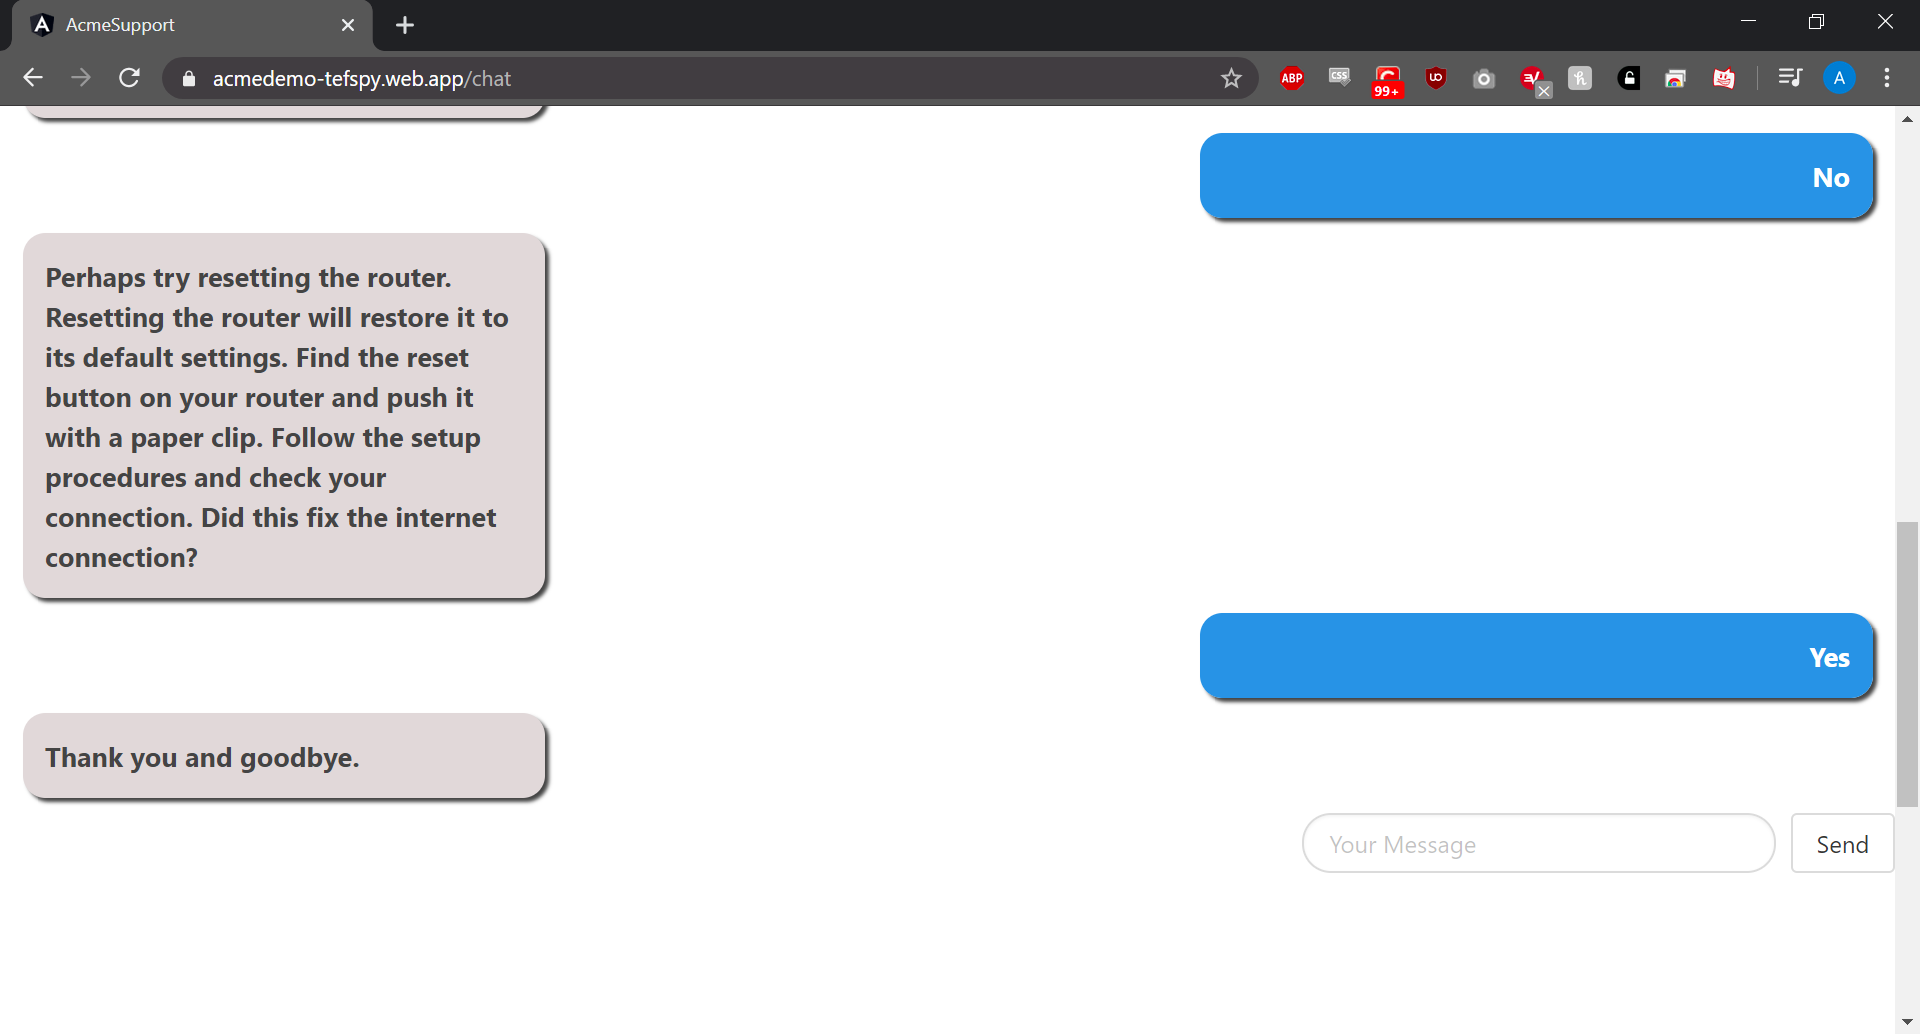 AcmeSupport
acmedemo-tefspy.web.app/chat
ABP
CSS
99+
A
No
Perhaps try resetting the router.
Resetting the router will restore it to
its default settings. Find the reset
button on your router and push it
with a paper clip. Follow the setup
procedures and check your
connection. Did this fix the internet
connection?
Yes
Thank you and goodbye.
Your Message
Send